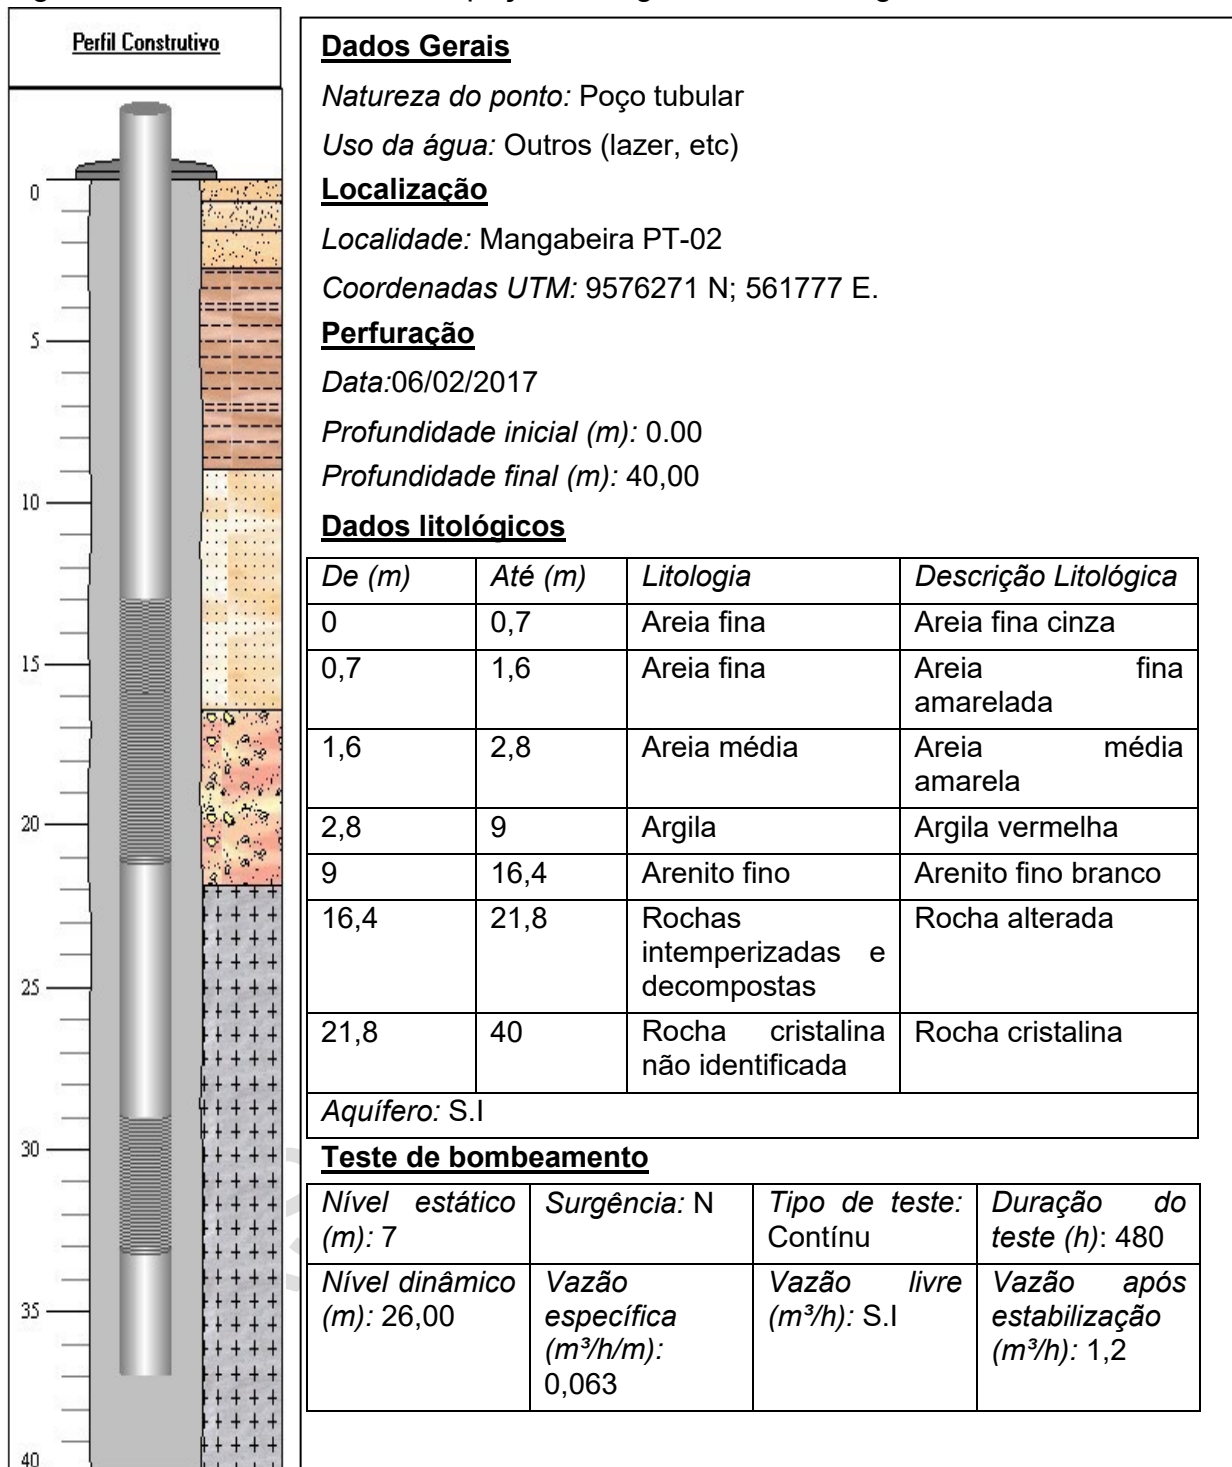 Perfil Construtivo
0
5
10
15
20
25
30
35
40
Dados Gerais
Natureza do ponto: Poço tubular
Uso da água: Outros (lazer, etc)
Localização
Localidade: Mangabeira PT-02
Coordenadas UTM: 9576271 N; 561777 E.
Perfuração
Data:06/02/2017
Profundidade inicial (m): 0.00
Profundidade final (m): 40,00
Dados litológicos
De (m) Até (m) Litologia Descrição Litológica
0 0,7 Areia fina Areia fina cinza
0,7 1,6 Areia fina Areia fina
amarelada
1,6 2,8 Areia média Areia média
amarela
2,8 9 Argila Argila vermelha
9 16,4 Arenito fino Arenito fino branco
16,4 21,8 Rochas Rocha alterada
intemperizadas e
decompostas
21,8 40 Rocha cristalina Rocha cristalina
não identificada
Aquífero: S.I
Teste de bombeamento
Nível estático Surgência: N Tipo de teste: Duração do
(m): 7 Contínu teste (h): 480
Nível dinâmico Vazão Vazão livre Vazão após
(m): 26,00 específica (m³/h): S.I estabilização
(m³/h/m): (m³/h): 1,2
0,063